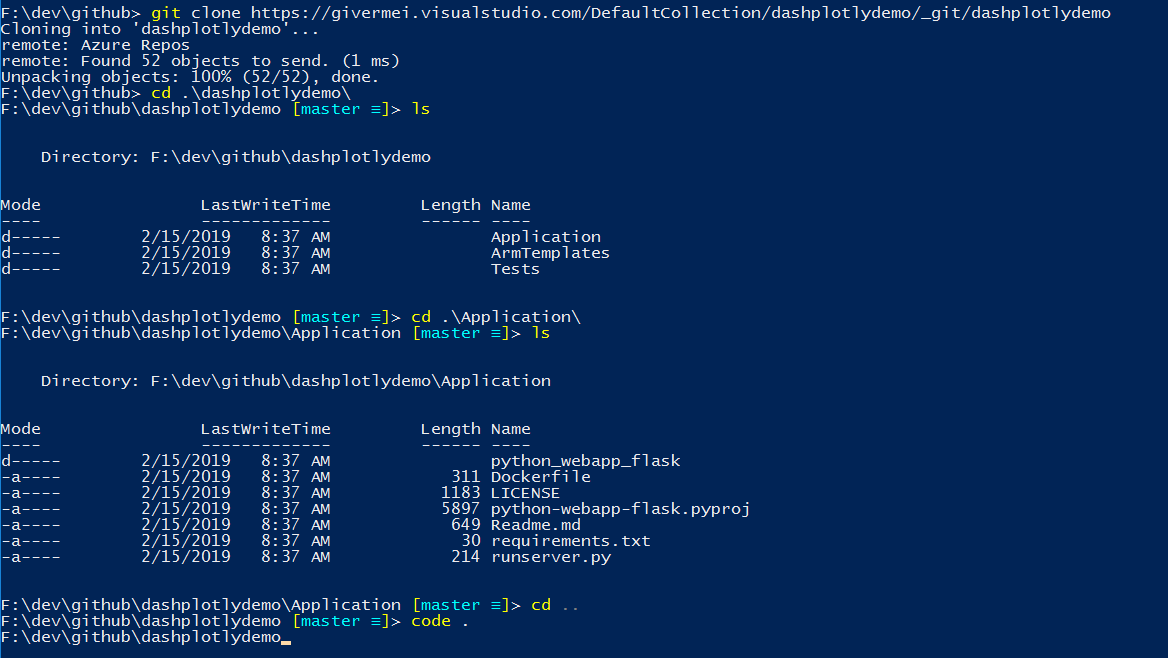 F:\dev\github> git clone https://givermei.visualstudio.com/DefaultCollection/dashplotlydemo/_git/dashplotlydemo
Cloning into 'dashplotlydemo'...
remote: Azure Repos
remote: Found 52 objects to send. (1 ms)
Unpacking objects: 100% (52/52), done.
F:\dev\github> cd .\dashplotlydemo\
F:\dev\github\dashplotlydemo [master ≡]> ls
Directory: F:\dev\github\dashplotlydemo
Mode                LastWriteTime         Length Name
----                -------------         ------ ----
d-----        2/15/2019   8:37 AM                Application
d-----        2/15/2019   8:37 AM                ArmTemplates
d-----        2/15/2019   8:37 AM                Tests
F:\dev\github\dashplotlydemo [master ≡]> cd .\Application\
F:\dev\github\dashplotlydemo\Application [master ≡]> ls
Directory: F:\dev\github\dashplotlydemo\Application
Mode                LastWriteTime         Length Name
----                -------------         ------ ----
d-----        2/15/2019   8:37 AM                python_webapp_flask
-a----        2/15/2019   8:37 AM            311 Dockerfile
-a----        2/15/2019   8:37 AM           1183 LICENSE
-a----        2/15/2019   8:37 AM           5897 python-webapp-flask.pyproj
-a----        2/15/2019   8:37 AM            649 Readme.md
-a----        2/15/2019   8:37 AM             30 requirements.txt
-a----        2/15/2019   8:37 AM            214 runserver.py
F:\dev\github\dashplotlydemo\Application [master ≡]> cd ..
F:\dev\github\dashplotlydemo [master ≡]> code .
F:\dev\github\dashplotlydemo